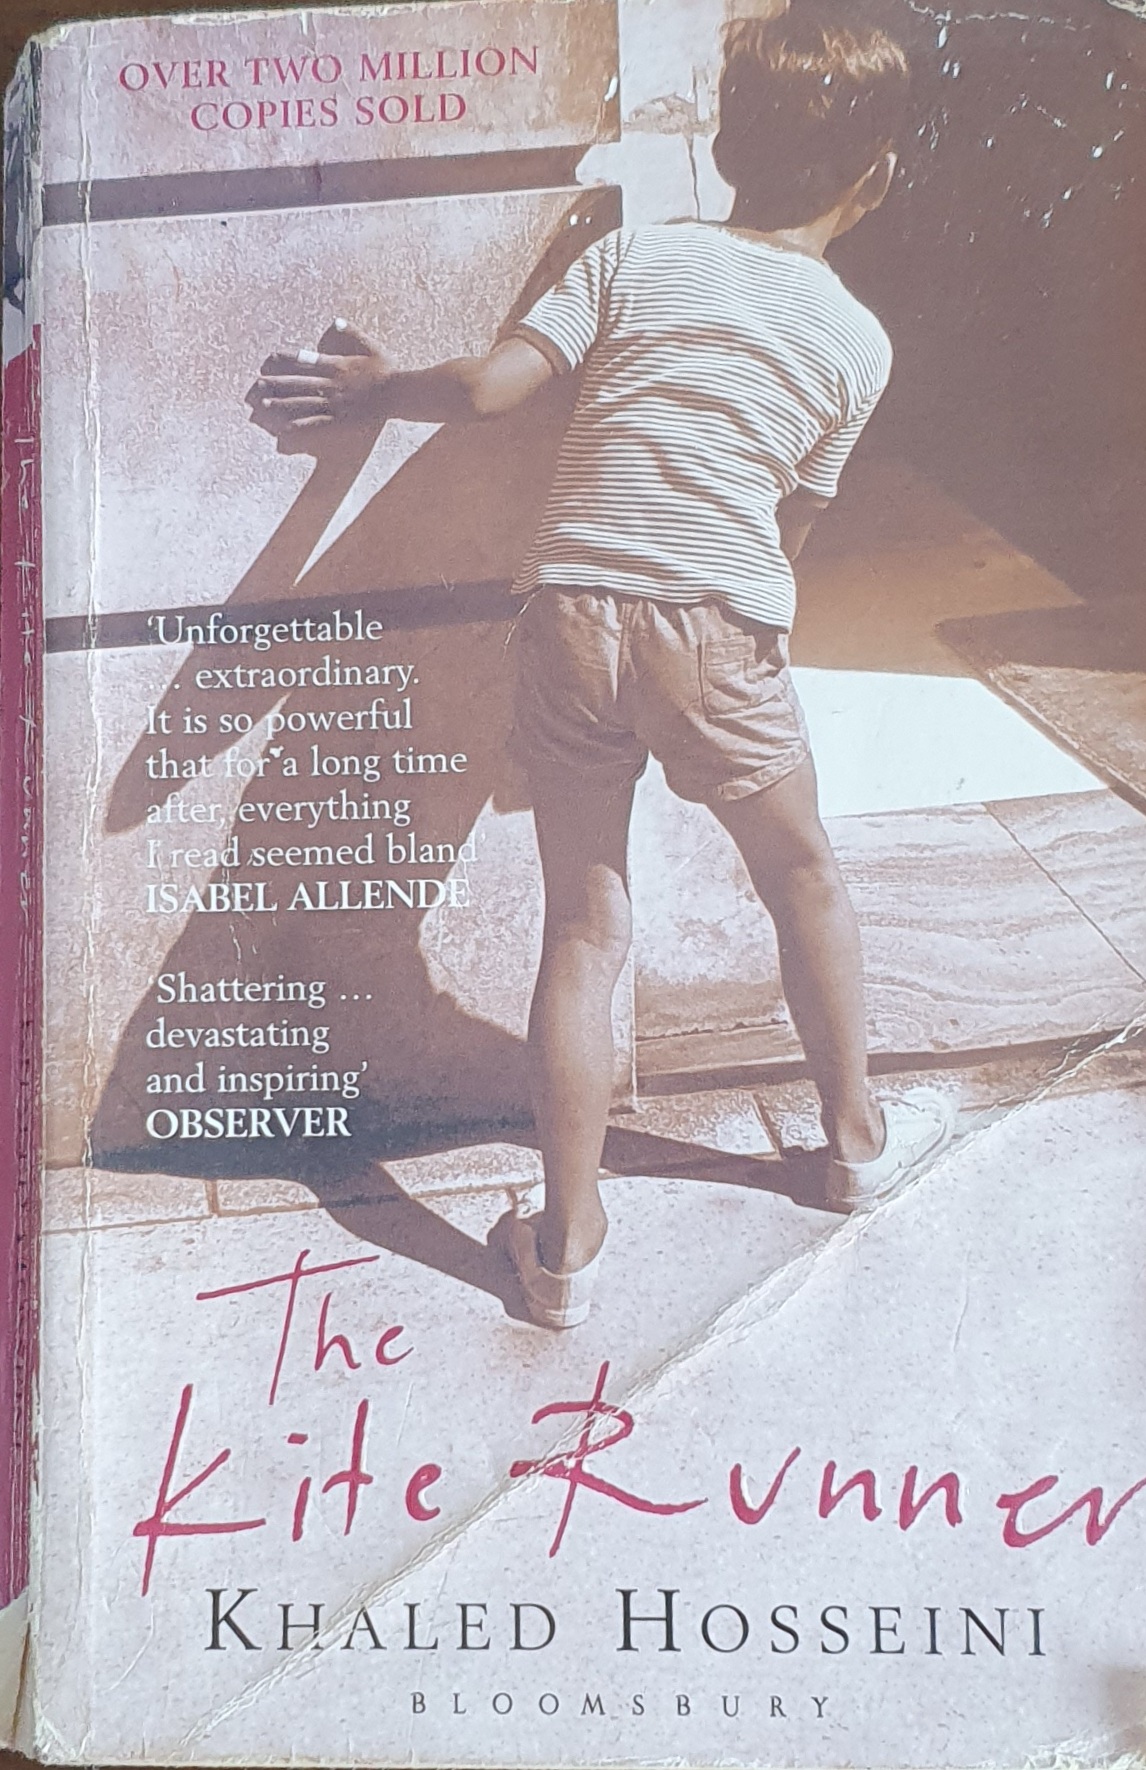 OVER TWO MILLION
COPIES SOLD
‘Unforgettable
... extraordinary.
It is so powerful
that for a long time
after, everything
I read seemed bland
ISABEL ALLENDE
‘Shattering ...
devastating
and inspiring’
OBSERVER
The
Kite Runner
KHALED HOSSEINI
BLOOMSBURY